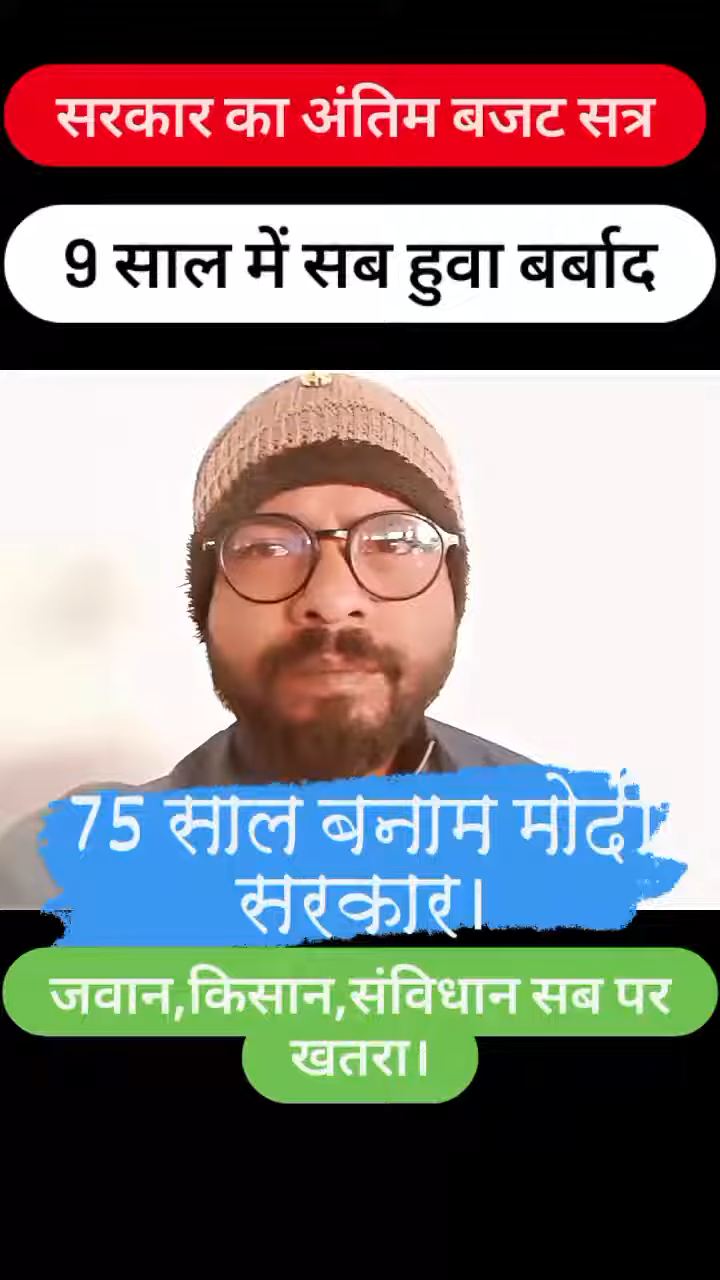 सरकार का अंतिम बजट सत्र
9 साल में सब हुवा बर्बाद
75 साल बनाम मोदी
सरकार।
जवान,किसान,संविधान सब पर
खतरा।